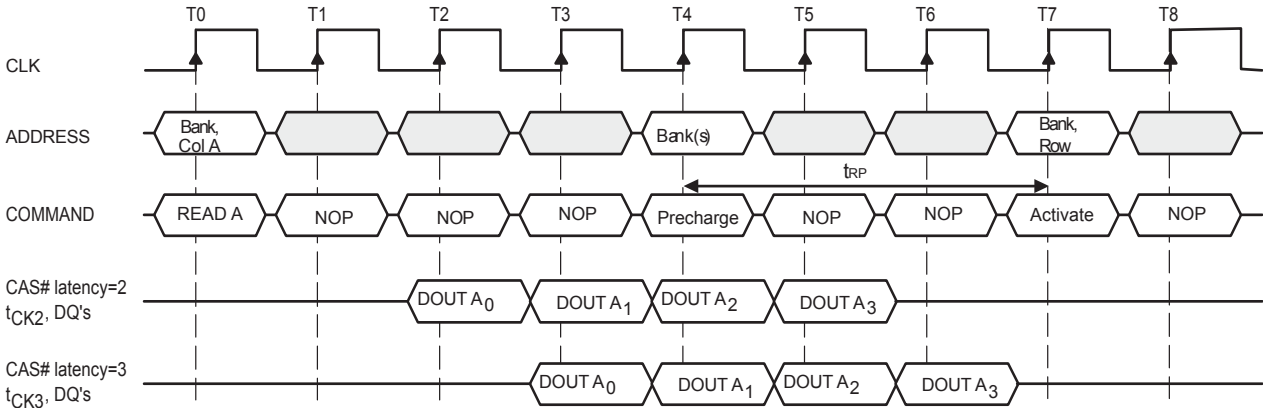 T0 T1 T2 T3 T4 T5 T6 T7 T8
CLK
ADDRESS
Bank,
Col A
Bank(s)
Bank,
Row
tRP
COMMAND
READ A NOP NOP NOP Precharge NOP NOP Activate NOP
CAS# latency=2
tCK2, DQ's
DOUT A0 DOUT A1 DOUT A2 DOUT A3
CAS# latency=3
tCK3, DQ's
DOUT A0 DOUT A1 DOUT A2 DOUT A3